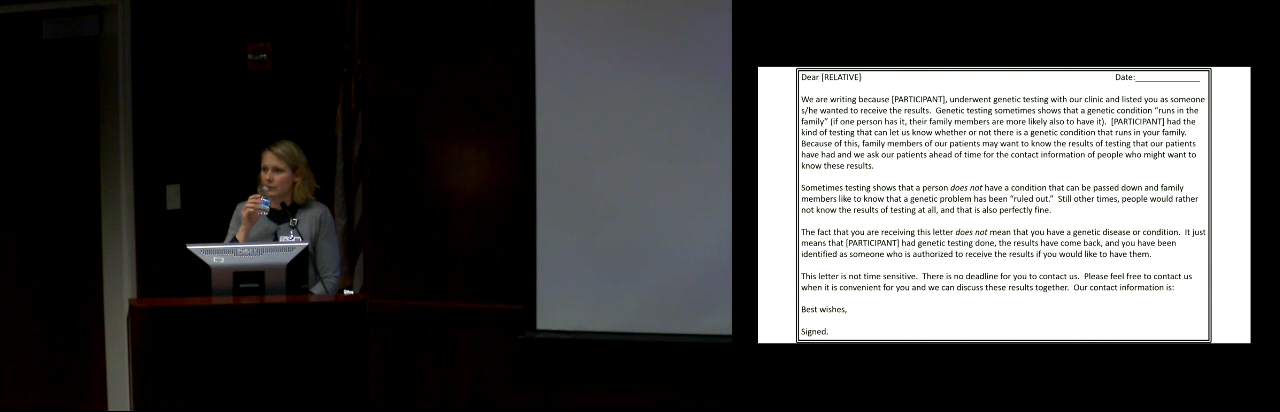 Dear [RELATIVE] Date:______________
We are writing because [PARTICIPANT], underwent genetic testing with our clinic and listed you as someone
s/he wanted to receive the results.  Genetic testing sometimes shows that a genetic condition “runs in the
family” (if one person has it, their family members are more likely also to have it).  [PARTICIPANT] had the
kind of testing that can let us know whether or not there is a genetic condition that runs in your family.
Because of this, family members of our patients may want to know the results of testing that our patients
have had and we ask our patients ahead of time for the contact information of people who might want to
know these results.
Sometimes testing shows that a person does not have a condition that can be passed down and family
members like to know that a genetic problem has been “ruled out.”  Still other times, people would rather
not know the results of testing at all, and that is also perfectly fine.
The fact that you are receiving this letter does not mean that you have a genetic disease or condition.  It just
means that [PARTICIPANT] had genetic testing done, the results have come back, and you have been
identified as someone who is authorized to receive the results if you would like to have them.
This letter is not time sensitive.  There is no deadline for you to contact us.  Please feel free to contact us
when it is convenient for you and we can discuss these results together.  Our contact information is:
Best wishes,
Signed.